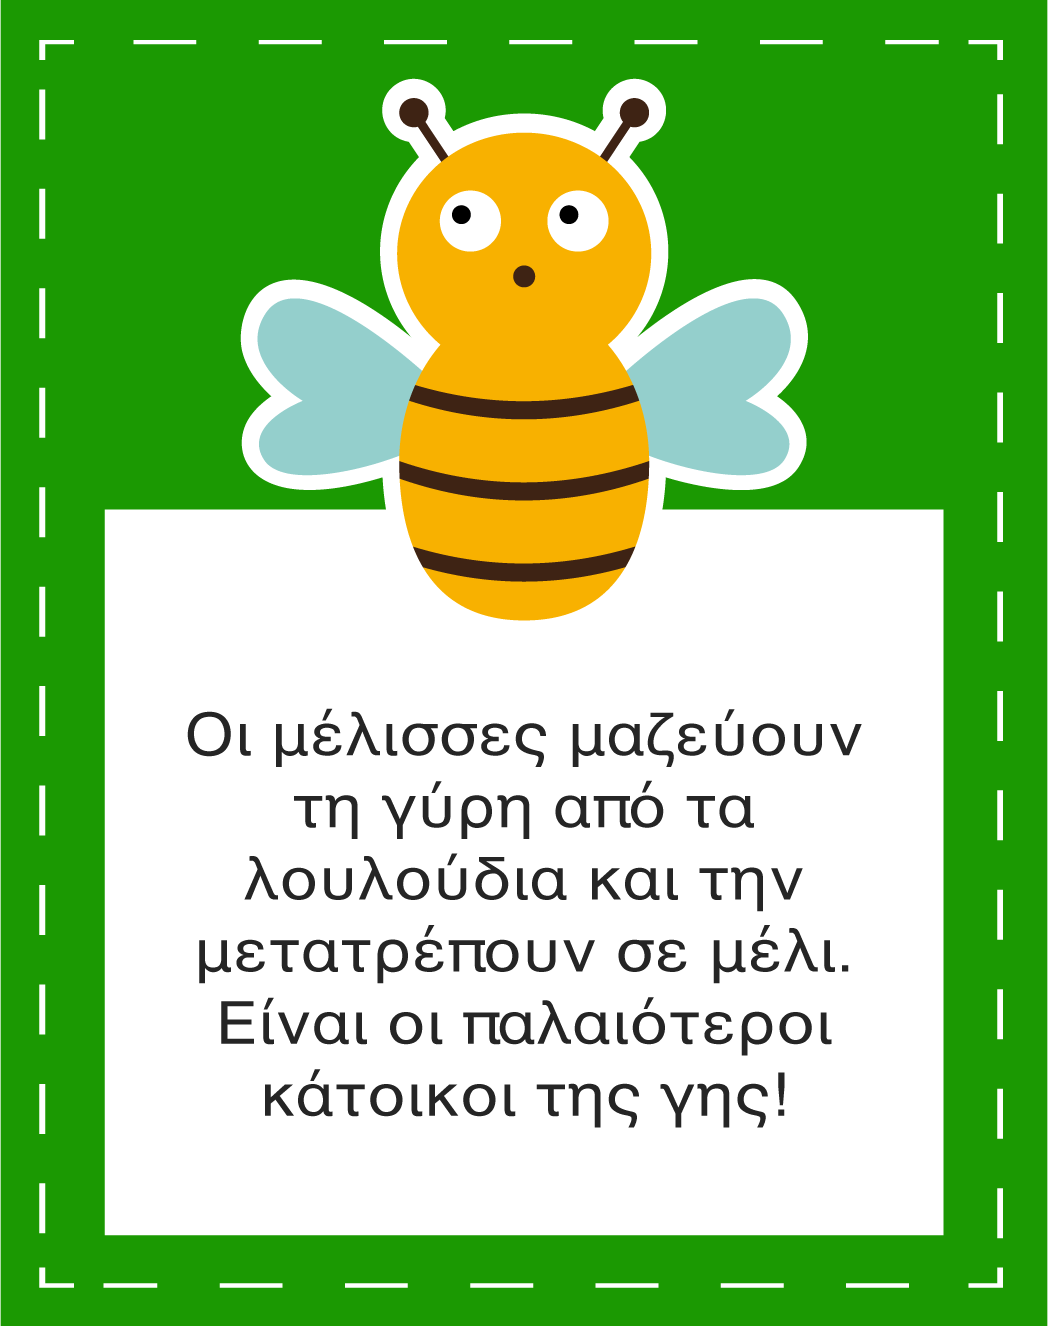 Οι μέλισσες μαζεύουν
τη γύρη από τα
λουλούδια και την
μετατρέπουν σε μέλι.
Είναι οι παλαιότεροι
κάτοικοι της γης!